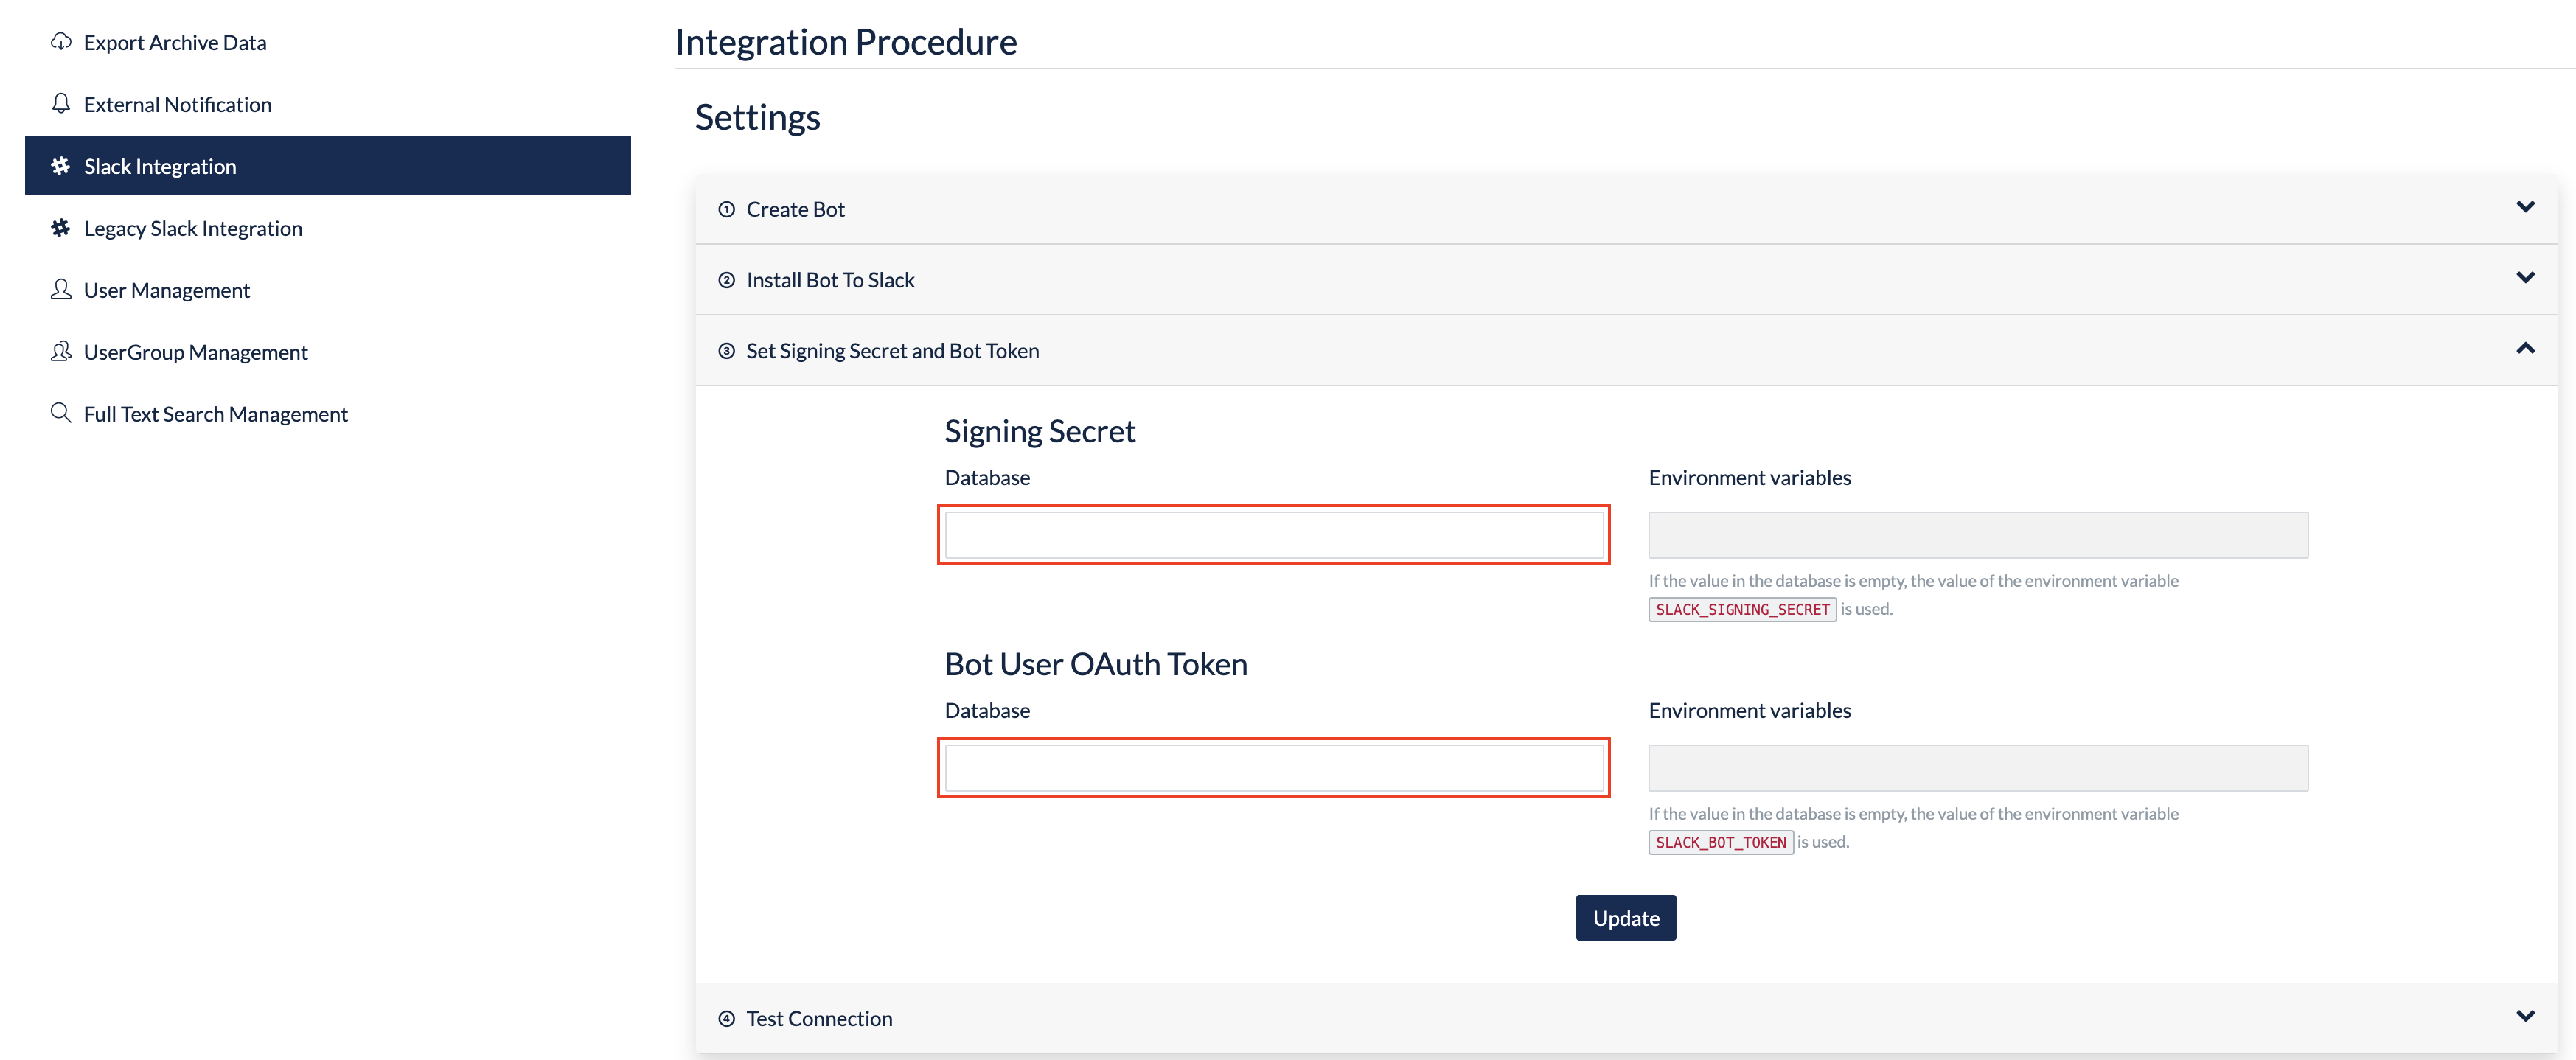 Export Archive Data
External Notification
Slack Integration
Legacy Slack Integration
User Management
UserGroup Management
Full Text Search Management
Integration Procedure
Settings
① Create Bot
② Install Bot To Slack
③ Set Signing Secret and Bot Token
Signing Secret
Database
Environment variables
If the value in the database is empty, the value of the environment variable
SLACK_SIGNING_SECRET is used.
Bot User OAuth Token
Database
Environment variables
If the value in the database is empty, the value of the environment variable
SLACK_BOT_TOKEN is used.
Update
④ Test Connection